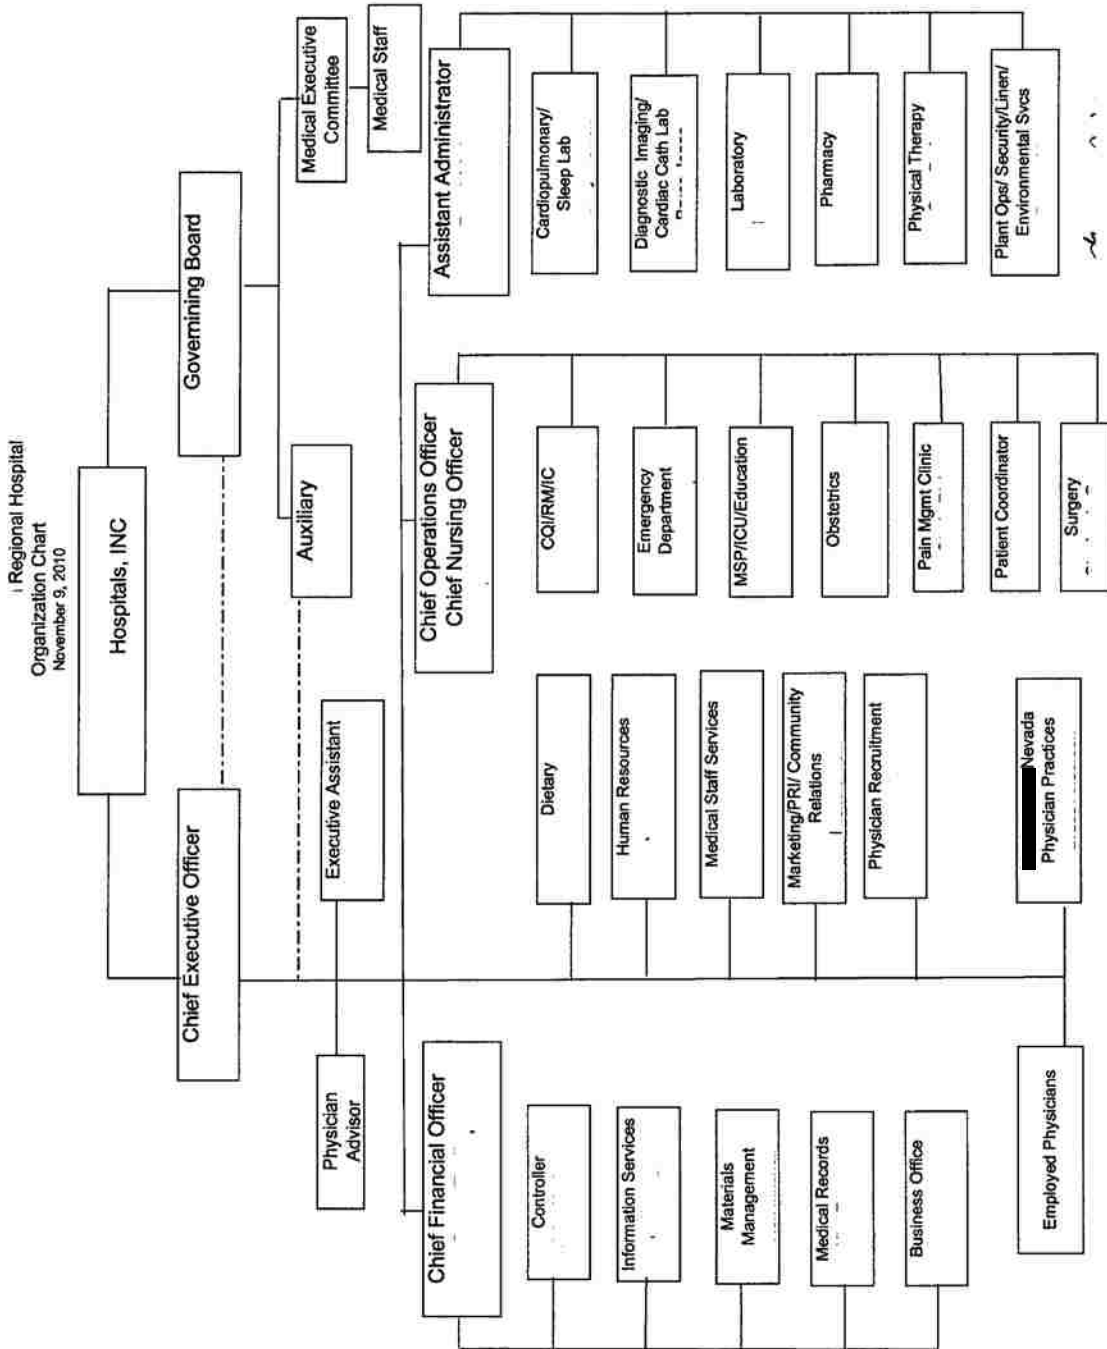 Regional Hospital
Organization Chart
November 9, 2010
Hospitals, INC
Chief Executive Officer
Governining Board
Physician
Advisor
Executive Assistant
Auxiliary
Medical Executive
Committee
Medical Staff
Chief Financial Officer
Chief Operations Officer
Chief Nursing Officer
Assistant Administrator
Controller
Information Services
Materials
Management
Medical Records
Business Office
Employed Physicians
Dietary
Human Resources
Medical Staff Services
Marketing/PRI/ Community
Relations
Physician Recruitment
Nevada
Physician Practices
CQI/RM/IC
Emergency
Department
MSP/ICU/Education
Obstetrics
Pain Mgmt Clinic
Patient Coordinator
Surgery
Cardiopulmonary/
Sleep Lab
Diagnostic Imaging/
Cardiac Cath Lab
Laboratory
Pharmacy
Physical Therapy
Plant Ops/ Security/Linen/
Environmental Svcs